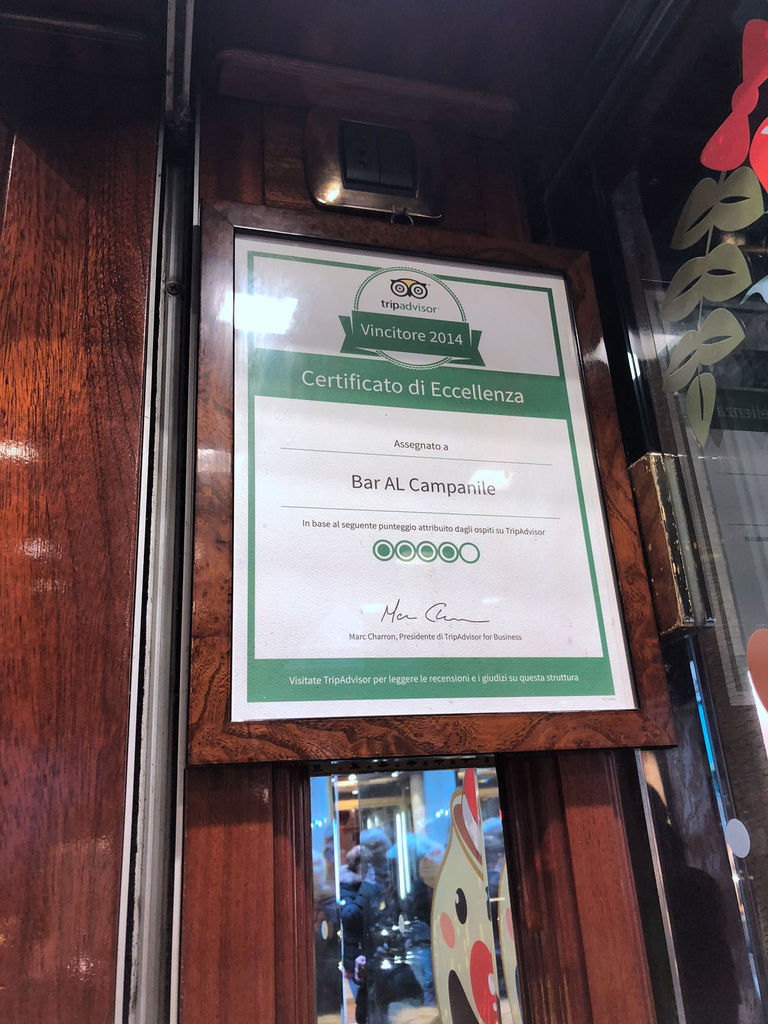 tripadvisor
Vincitore 2014
Certificato di Eccellenza
Assegnato a
Bar AL Campanile
In base al seguente punteggio attribuito dagli ospiti su TripAdvisor
Marc Charron, Presidente di TripAdvisor for Business
Visitate TripAdvisor per leggere le recensioni e i giudizi su questa struttura